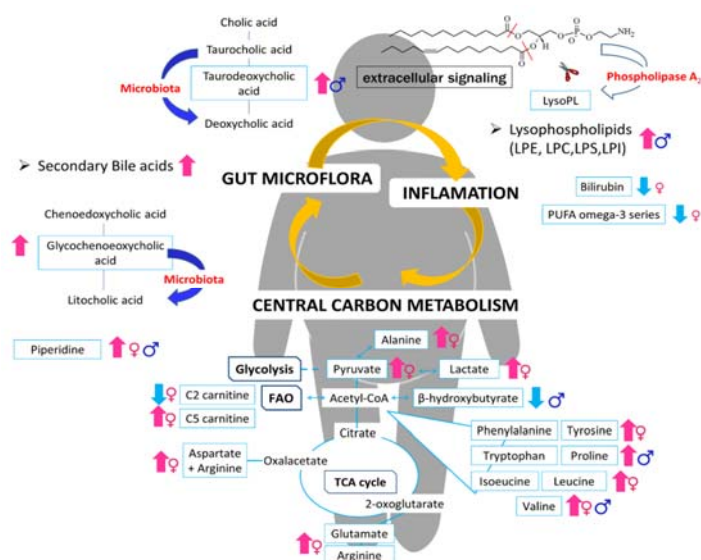 Cholic acid
Taurocholic acid
Microbiota
Taurodeoxycholic
acid
Deoxycholic acid
O
O
O
O
H
O
P
O
O
NH2
extracellular signaling
Phospholipase A2
LysoPL
➢ Lysophospholipids
(LPE, LPC,LPS,LPI)
➢ Secondary Bile acids
GUT MICROFLORA
INFLAMATION
Bilirubin
PUFA omega-3 series
Chenoedoxycholic acid
Glycochenoeoxycholic
acid
Microbiota
Litocholic acid
CENTRAL CARBON METABOLISM
Piperidine
Alanine
Glycolysis
Pyruvate
Lactate
C2 carnitine
FAO
Acetyl-CoA
β-hydroxybutyrate
C5 carnitine
Citrate
Phenylalanine
Tyrosine
Aspartate
+ Arginine
Oxalacetate
Tryptophan
Proline
TCA cycle
Isoeucine
Leucine
2-oxoglutarate
Valine
Glutamate
Arginine